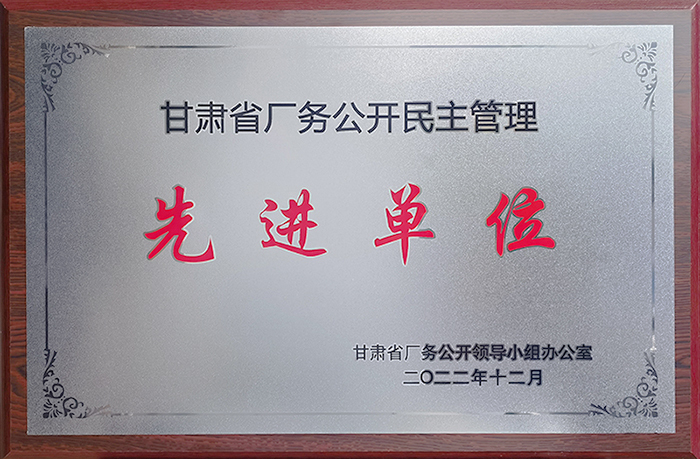 甘肃省厂务公开民主管理
先进单位
甘肃省厂务公开领导小组办公室
二〇二二年十二月